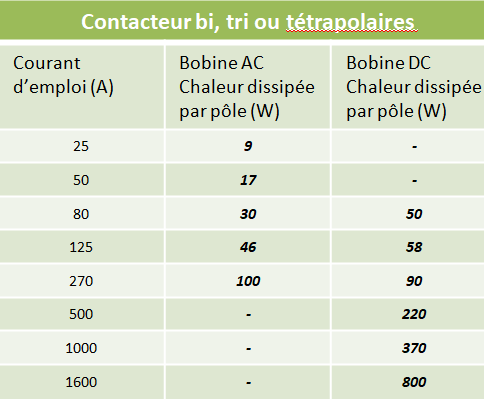 Contacteur bi, tri ou tétrapolaires
Courant d'emploi (A) Bobine AC Chaleur dissipée par pôle (W) Bobine DC Chaleur dissipée par pôle (W)
25 9 -
50 17 -
80 30 50
125 46 58
270 100 90
500 - 220
1000 - 370
1600 - 800